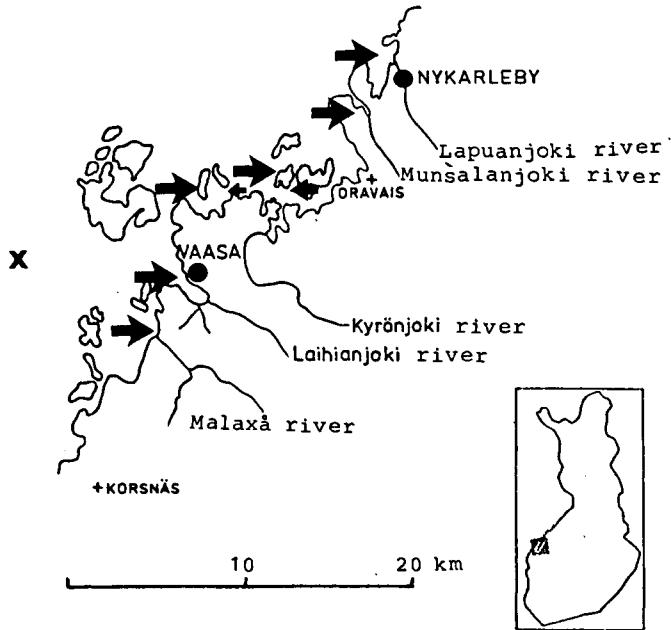 NYKARLEBY
Lapuanjoki river
Munsalanjoki river
+
ORAVAIS
x
VAASA
Kyrönjoki river
Laihianjoki river
Malaxå river
+KORSNÄS
10 20 km